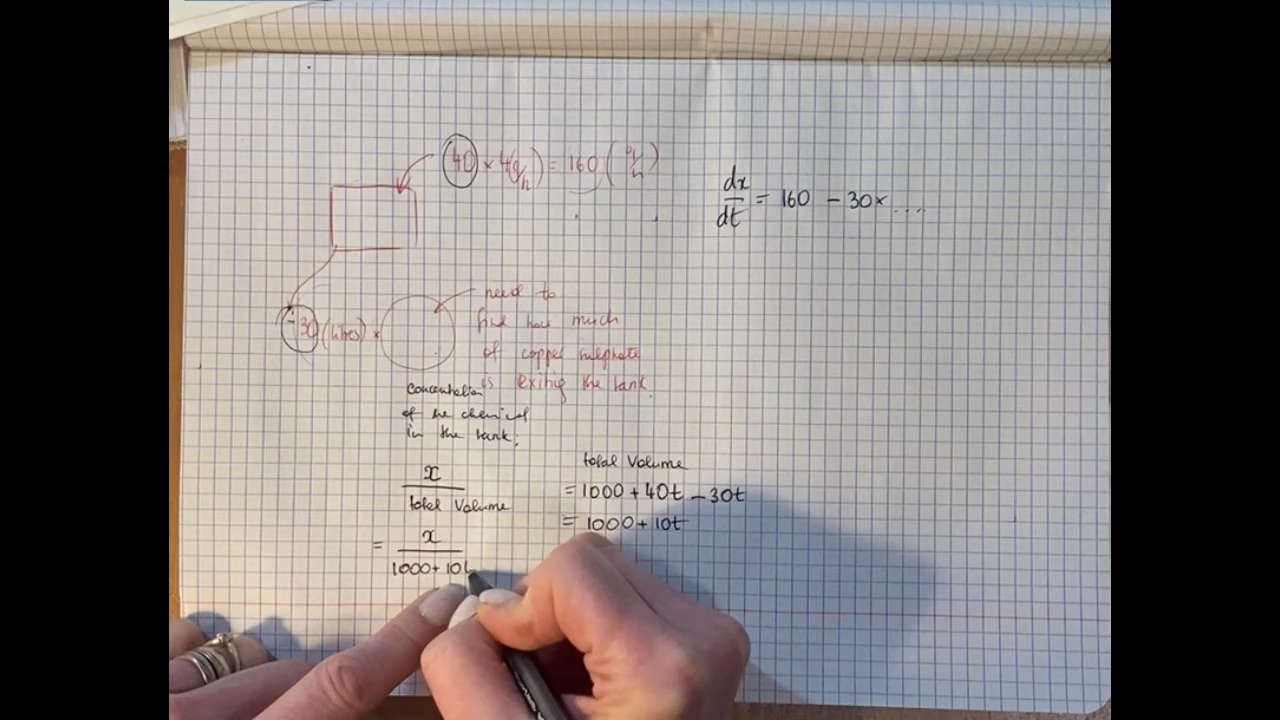 40 × 4(g/h) = 160 (g/h)
dx/dt = 160 - 30× ....
need to
-30 (litres) ×
find how much
of copper sulphate
is exiting the tank.
Concentration
of the chemical
in the tank:
x / total Volume
total Volume
= 1000 + 40t - 30t
= 1000 + 10t
= x / 1000 + 10t